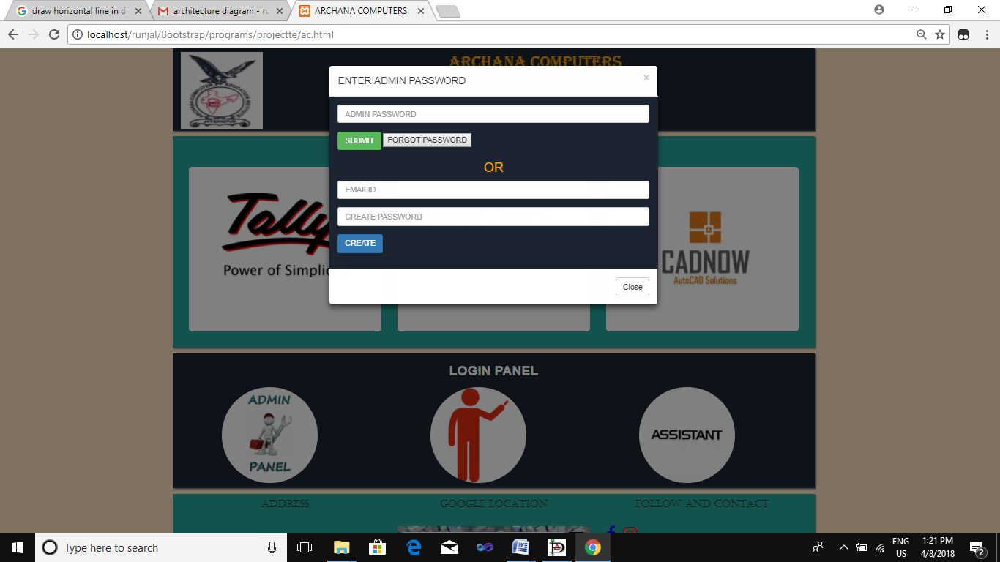 draw horizontal line in di
architecture diagram - ru
ARCHANA COMPUTERS
localhost/runjal/Bootstrap/programs/projectte/ac.html
ARCHANA COMPUTERS
ENTER ADMIN PASSWORD
×
ADMIN PASSWORD
SUBMIT
FORGOT PASSWORD
OR
EMAILID
CREATE PASSWORD
CREATE
Close
Tally
Power of Simplic
CADNOW
AutoCAD Solutions
LOGIN PANEL
ADMIN
PANEL
ASSISTANT
ADDRESS
GOOGLE LOCATION
FOLLOW AND CONTACT
Type here to search
ENG
US
1:21 PM
4/8/2018
2